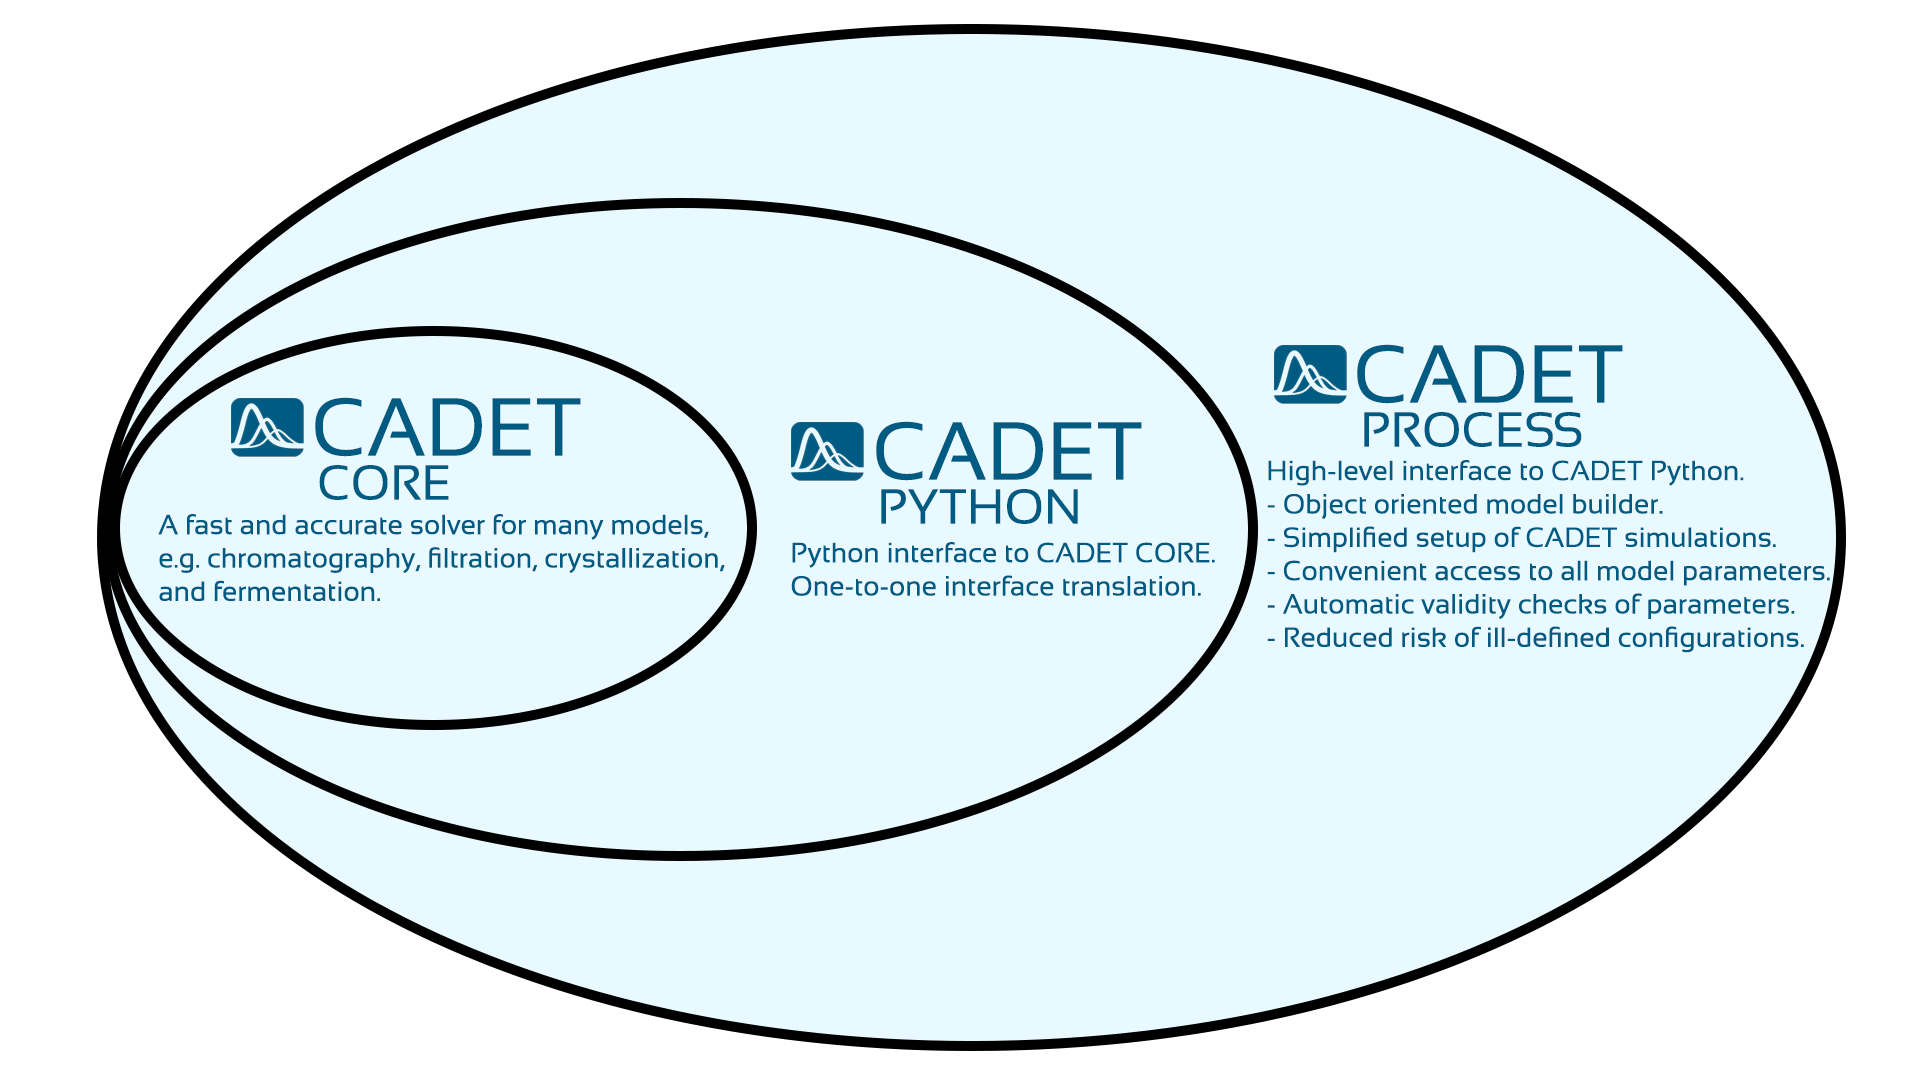 CADET
CORE
A fast and accurate solver for many models,
e.g. chromatography, filtration, crystallization,
and fermentation.
CADET
PYTHON
Python interface to CADET CORE.
One-to-one interface translation.
CADET
PROCESS
High-level interface to CADET Python.
- Object oriented model builder.
- Simplified setup of CADET simulations.
- Convenient access to all model parameters.
- Automatic validity checks of parameters.
- Reduced risk of ill-defined configurations.